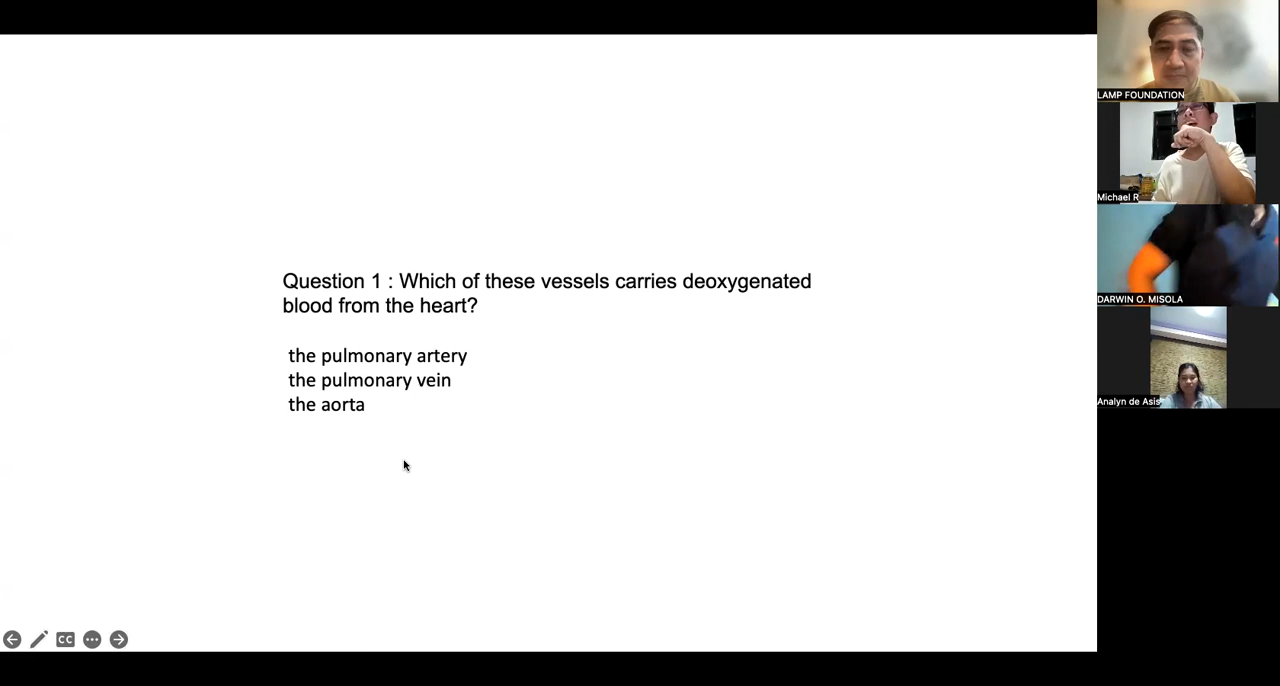 Question 1 : Which of these vessels carries deoxygenated
blood from the heart?
the pulmonary artery
the pulmonary vein
the aorta
CC
LAMP FOUNDATION
Michael R
DARWIN O. MISOLA
Analyn de Asis